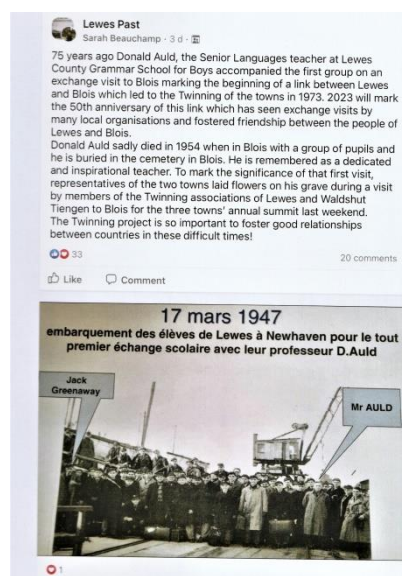 Lewes Past
Sarah Beauchamp · 3 d ·
75 years ago Donald Auld, the Senior Languages teacher at Lewes
County Grammar School for Boys accompanied the first group on an
exchange visit to Blois marking the beginning of a link between Lewes
and Blois which led to the Twinning of the towns in 1973. 2023 will mark
the 50th anniversary of this link which has seen exchange visits by
many local organisations and fostered friendship between the people of
Lewes and Blois.
Donald Auld sadly died in 1954 when in Blois with a group of pupils and
he is buried in the cemetery in Blois. He is remembered as a dedicated
and inspirational teacher. To mark the significance of that first visit,
representatives of the two towns laid flowers on his grave during a visit
by members of the Twinning associations of Lewes and Waldshut
Tiengen to Blois for the three towns' annual summit last weekend.
The Twinning project is so important to foster good relationships
between countries in these difficult times!
33
20 comments
Like Comment
17 mars 1947
embarquement des élèves de Lewes à Newhaven pour le tout
premier échange scolaire avec leur professeur D.Auld
Jack
Greenaway
Mr AULD
1